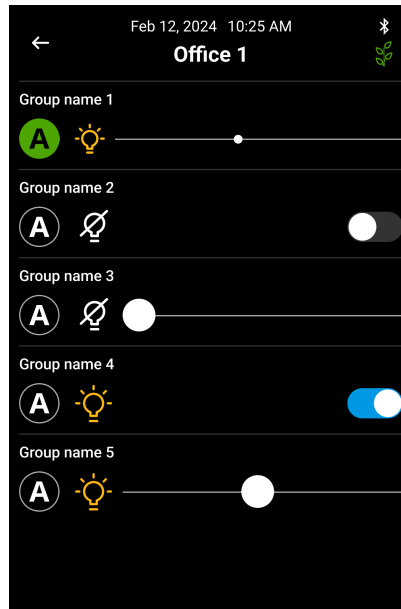 Feb 12, 2024 10:25 AM
Office 1
Group name 1
A
Group name 2
A
Group name 3
A
Group name 4
A
Group name 5
A